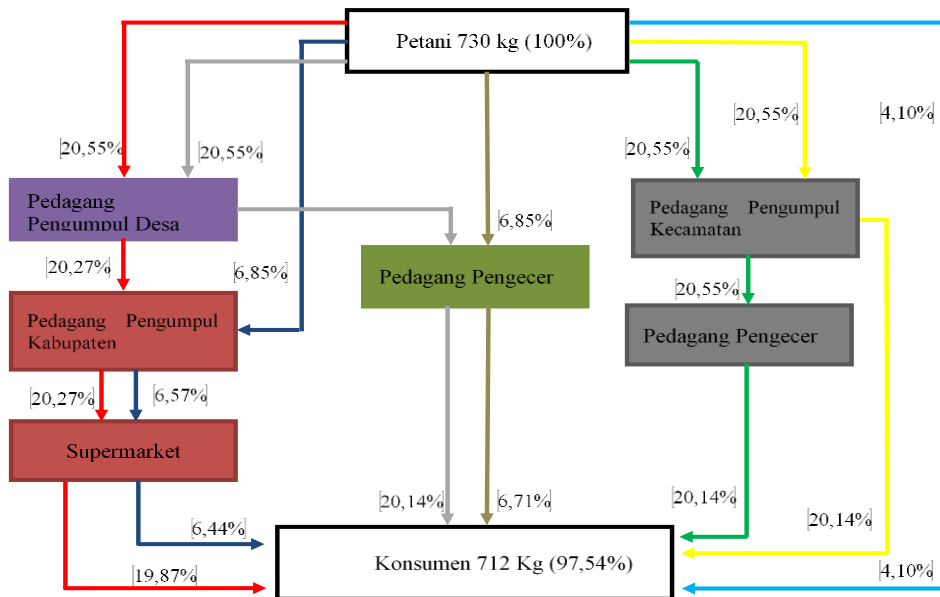 Petani 730 kg (100%)
[20,55%]
[20,55%]
[20,55%]
[20,55%]
[4,10%]
Pedagang
Pengumpul Desa
Pedagang Pengumpul
Kecamatan
[20,27%]
[6,85%]
[6,85%]
Pedagang Pengecer
[20,55%]
Pedagang Pengumpul
Kabupaten
Pedagang Pengecer
[20,27%]
[6,57%]
Supermarket
[20,14%]
[6,71%]
[20,14%]
[20,14%]
[6,44%]
Konsumen 712 Kg (97,54%)
[19,87%]
[4,10%]